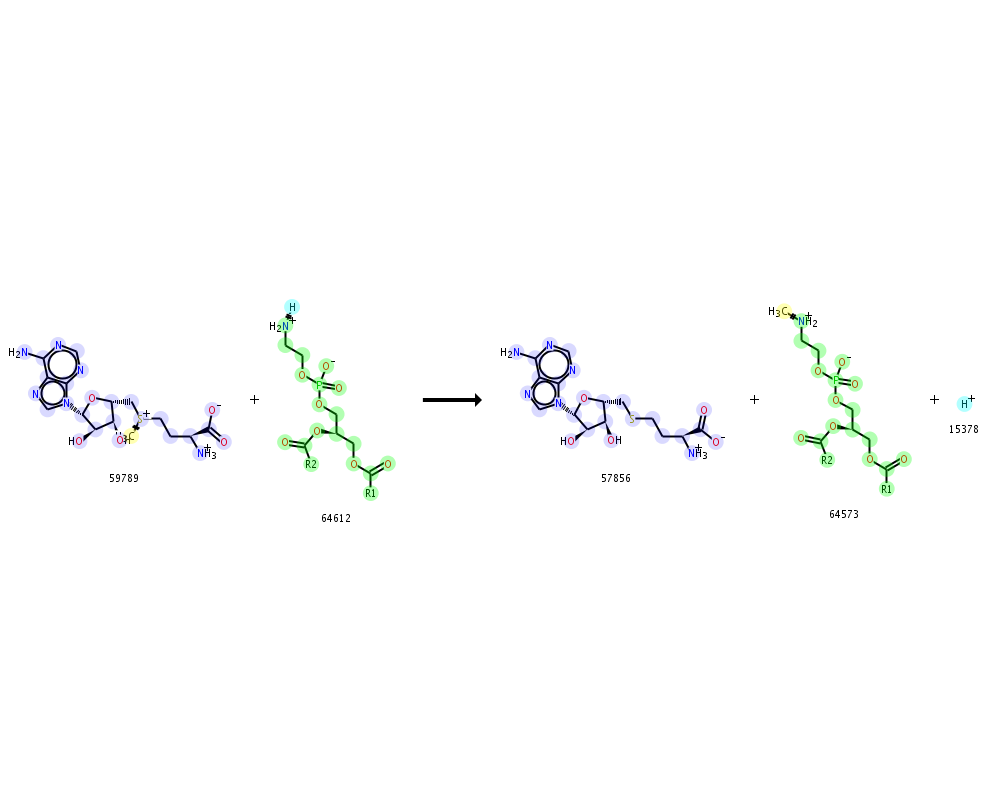 H₂N
N
N
N
N
N
O
HO
OH
S+
C
NH₃+
O-
O
59789
+
H
H₂N+
O
O-
P
O
O
O
O
R2
O
O
R1
64612
H₂N
N
N
N
N
N
O
HO
OH
S
NH₃+
O
O-
57856
+
H₃C
NH₂+
O
O-
P
O
O
O
O
R2
O
O
R1
64573
+
H+
15378